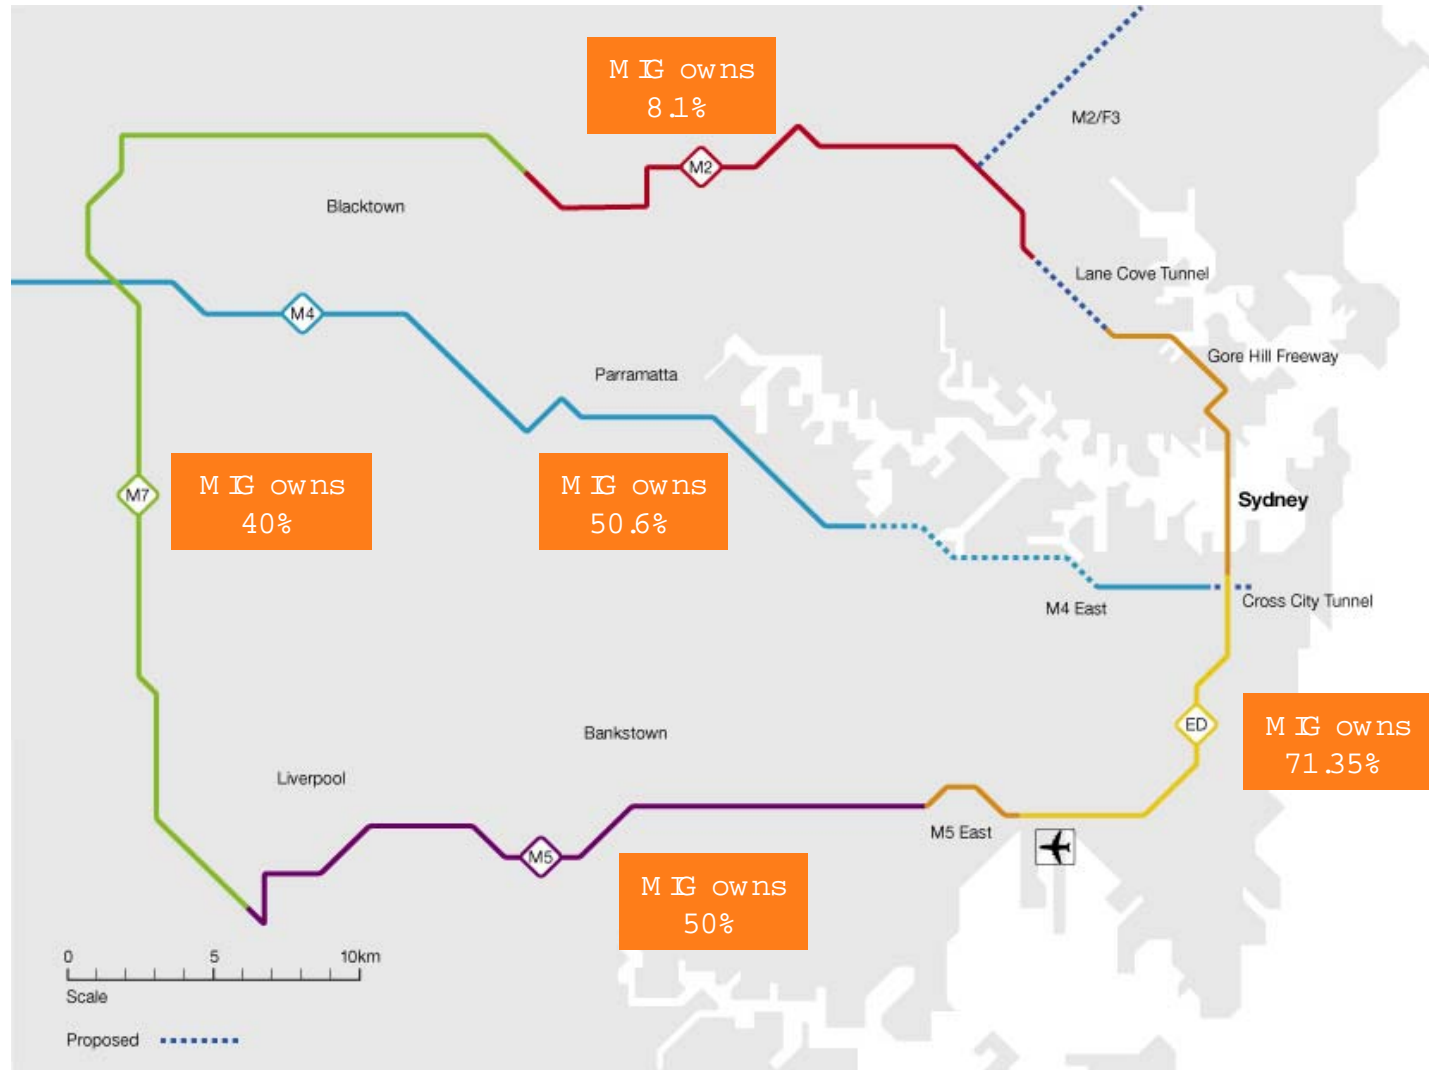 MIG owns
8.1%
M2/F3
M2
Blacktown
Lane Cove Tunnel
M4
Gore Hill Freeway
Parramatta
MIG owns
40%
MIG owns
50.6%
M7
Sydney
M4 East
Cross City Tunnel
ED
MIG owns
71.35%
Bankstown
Liverpool
M5 East
M5
MIG owns
50%
0 5 10km
Scale
Proposed